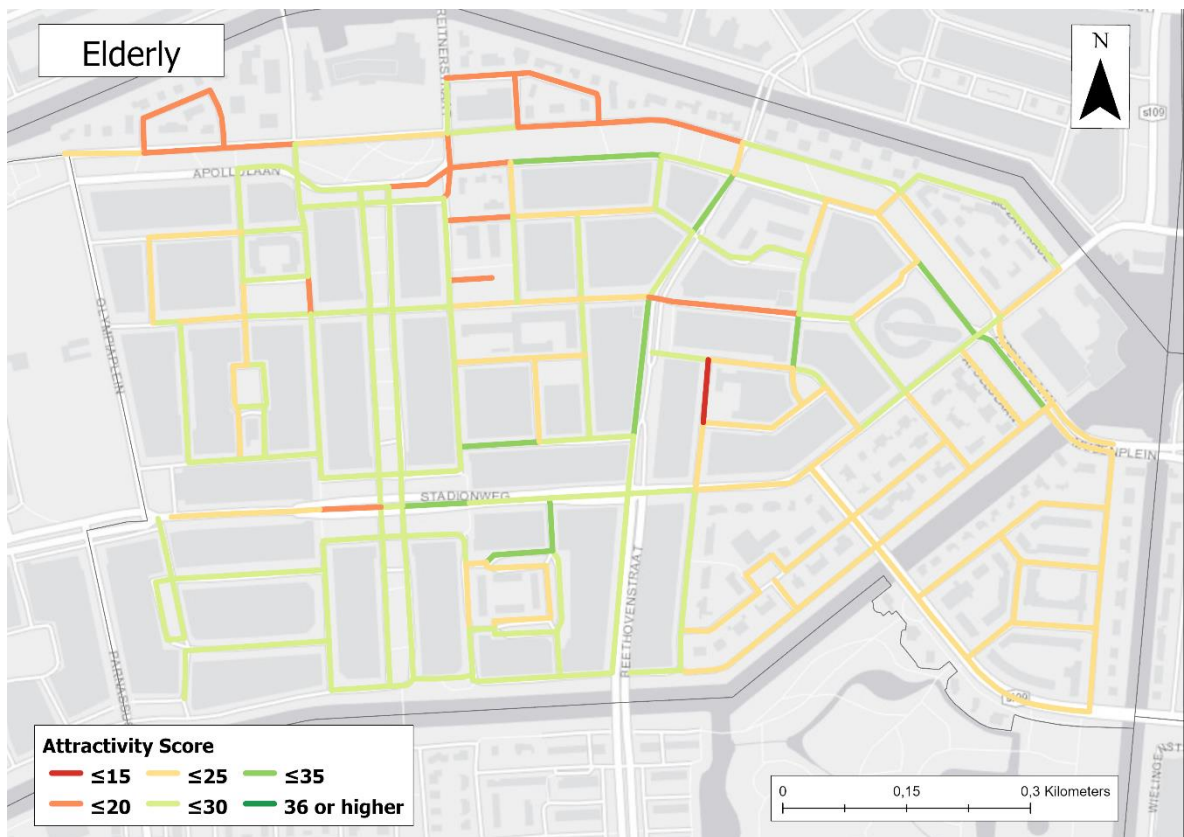 Elderly
N
s109
APOLLOLAAN
OLYMPIAPLEIN
STADIONWEG
REETHOVENSTRAAT
s109
Attractivity Score
≤15 ≤25 ≤35
≤20 ≤30 36 or higher
0 0,15 0,3 Kilometers